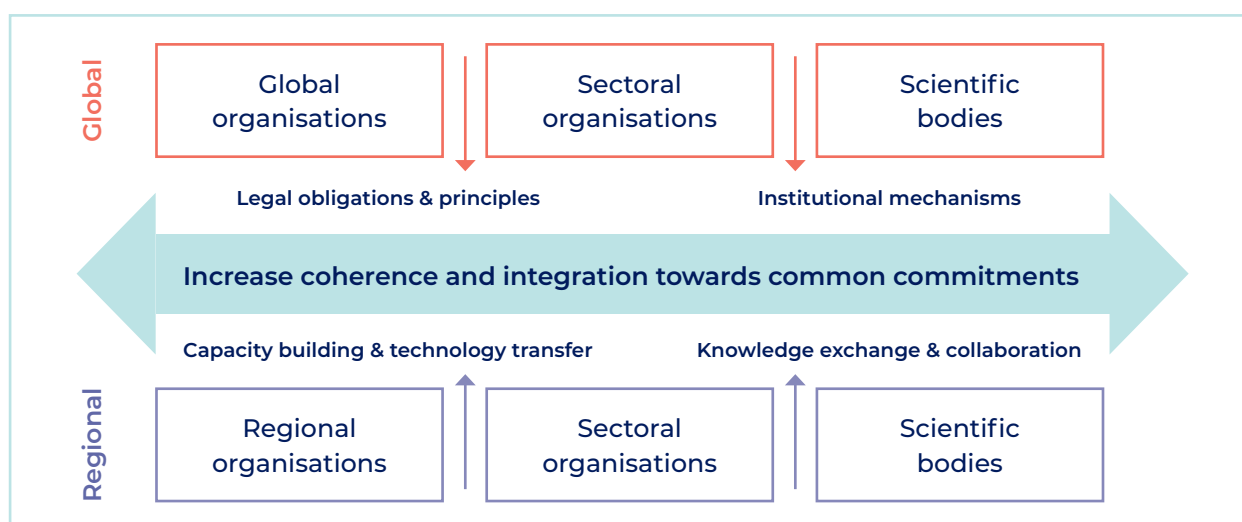 Global
Global
organisations
Sectoral
organisations
Scientific
bodies
Legal obligations & principles
Institutional mechanisms
Increase coherence and integration towards common commitments
Capacity building & technology transfer
Knowledge exchange & collaboration
Regional
Regional
organisations
Sectoral
organisations
Scientific
bodies